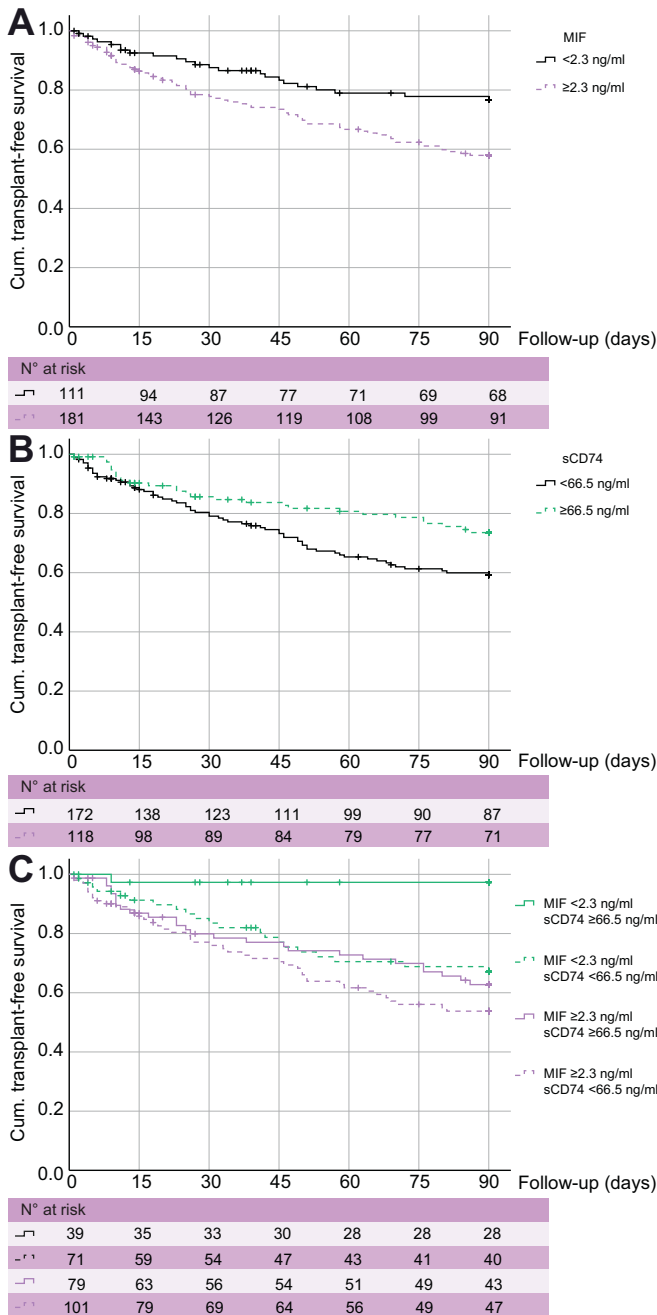 A
Cum. transplant-free survival
1.0
0.8
0.6
0.4
0.2
0.0
0 15 30 45 60 75 90
Follow-up (days)
MIF
<2.3 ng/ml
≥2.3 ng/ml
N° at risk
111 94 87 77 71 69 68
181 143 126 119 108 99 91
B
Cum. transplant-free survival
1.0
0.8
0.6
0.4
0.2
0.0
0 15 30 45 60 75 90
Follow-up (days)
sCD74
<66.5 ng/ml
≥66.5 ng/ml
N° at risk
172 138 123 111 99 90 87
118 98 89 84 79 77 71
C
Cum. transplant-free survival
1.0
0.8
0.6
0.4
0.2
0.0
0 15 30 45 60 75 90
Follow-up (days)
MIF <2.3 ng/ml
sCD74 ≥66.5 ng/ml
MIF <2.3 ng/ml
sCD74 <66.5 ng/ml
MIF ≥2.3 ng/ml
sCD74 ≥66.5 ng/ml
MIF ≥2.3 ng/ml
sCD74 <66.5 ng/ml
N° at risk
39 35 33 30 28 28 28
71 59 54 47 43 41 40
79 63 56 54 51 49 43
101 79 69 64 56 49 47